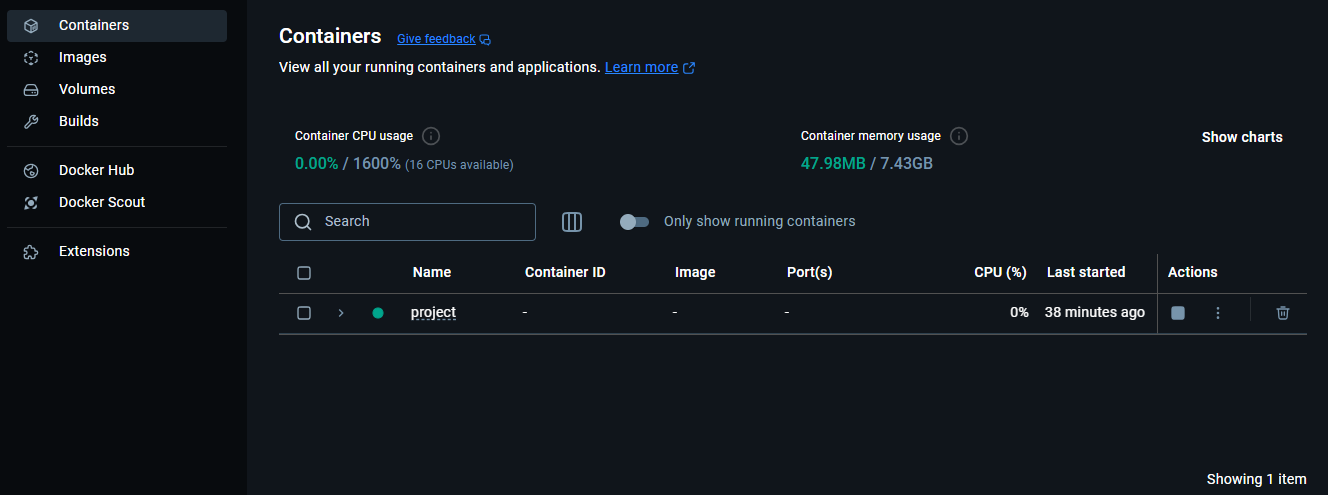 Containers
Images
Volumes
Builds
Docker Hub
Docker Scout
Extensions
Containers Give feedback
View all your running containers and applications. Learn more
Container CPU usage
0.00% / 1600% (16 CPUs available)
Container memory usage
47.98MB / 7.43GB
Show charts
Search
Only show running containers
Name Container ID Image Port(s) CPU (%) Last started Actions
project - - - 0% 38 minutes ago
Showing 1 item